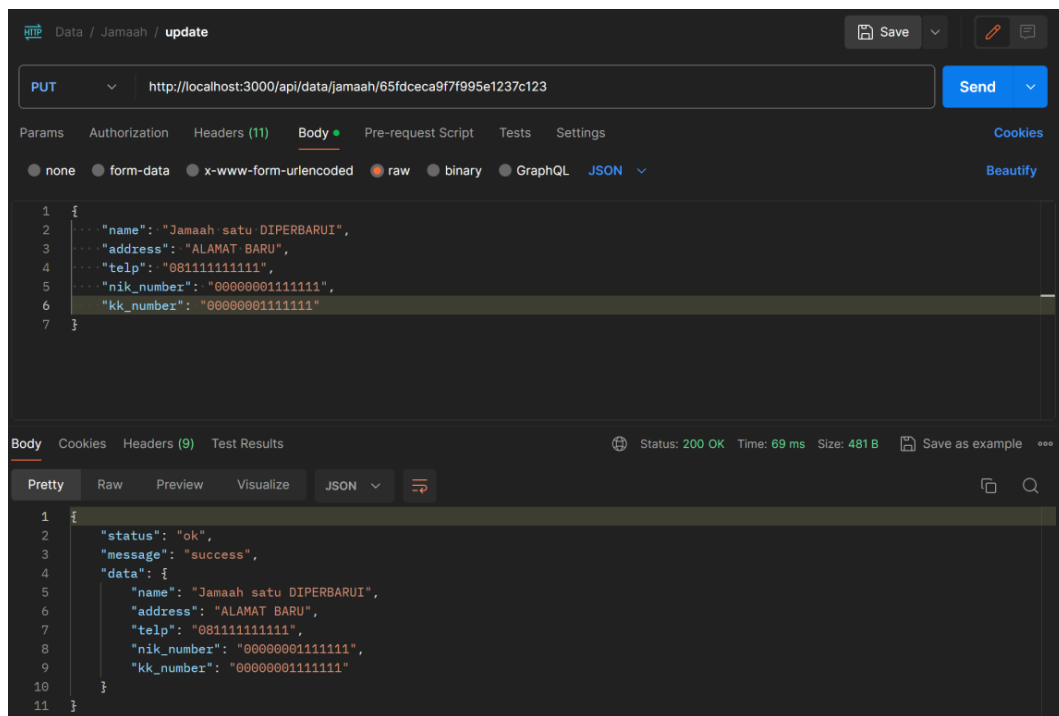 HTTP Data / Jamaah / update Save
PUT http://localhost:3000/api/data/jamaah/65fdceca9f7f995e1237c123 Send
Params Authorization Headers (11) Body Pre-request Script Tests Settings Cookies
none form-data x-www-form-urlencoded raw binary GraphQL JSON Beautify
1 {
2 "name": "Jamaah satu DIPERBARUI",
3 "address": "ALAMAT BARU",
4 "telp": "081111111111",
5 "nik_number": "00000001111111",
6 "kk_number": "00000001111111"
7 }
Body Cookies Headers (9) Test Results Status: 200 OK Time: 69 ms Size: 481 B Save as example
Pretty Raw Preview Visualize JSON
1 {
2 "status": "ok",
3 "message": "success",
4 "data": {
5 "name": "Jamaah satu DIPERBARUI",
6 "address": "ALAMAT BARU",
7 "telp": "081111111111",
8 "nik_number": "00000001111111",
9 "kk_number": "00000001111111"
10 }
11 }